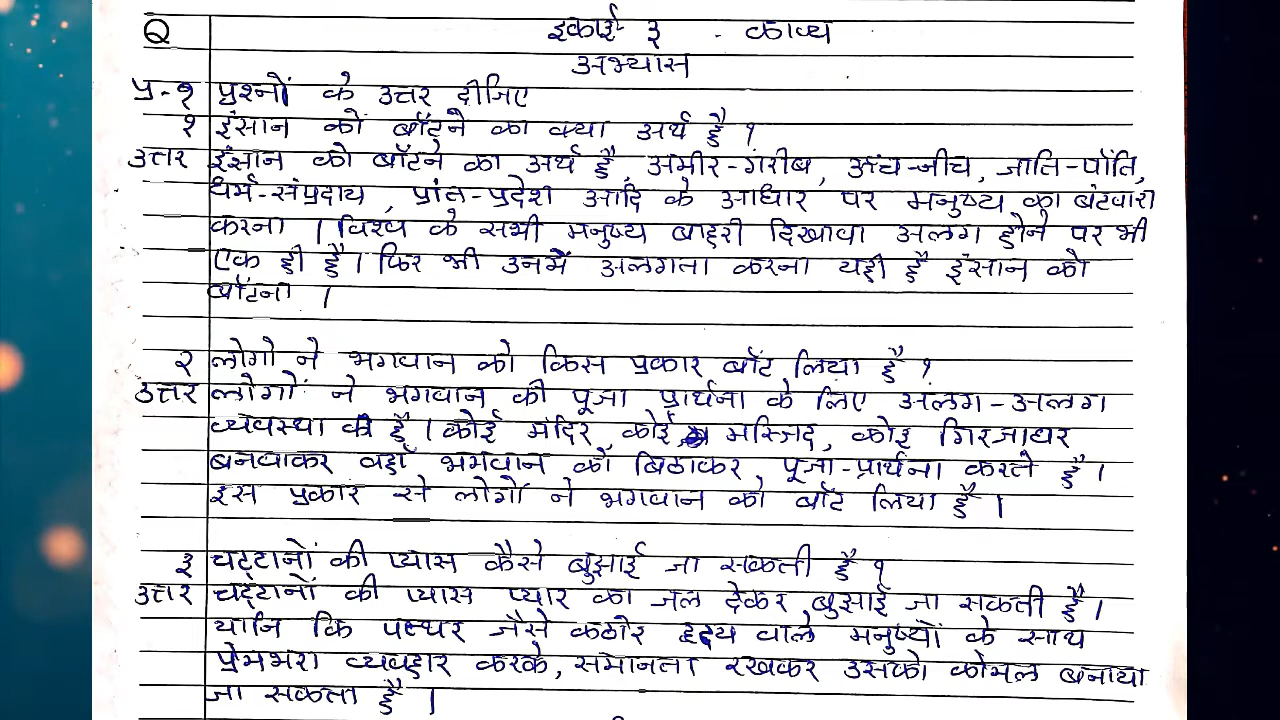 Q इकाई ३ - काव्य
अभ्यास
प्र-१ प्रश्नों के उत्तर दीजिए
१ इंसान को बाँटने का क्या अर्थ है ?
उत्तर इंसान को बाँटने का अर्थ है, अमीर-गरीब, ऊंच-नीच, जाति-पाँति,
धर्म-संप्रदाय, प्रांत-प्रदेश आदि के आधार पर मनुष्य का बंटवारा
करना । विश्व के सभी मनुष्य बाहरी दिखावा अलग होने पर भी
एक ही है । फिर भी उनमें अलगता करना यही है इंसान को
बाँटना ।
२ लोगो ने भगवान को किस प्रकार बाँट लिया है ?
उत्तर लोगों ने भगवान की पूजा प्रार्थना के लिए अलग-अलग
व्यवस्था की है । कोई मंदिर, कोई मस्जिद, कोइ गिरजाघर
बनवाकर वहाँ भगवान को बिठाकर, पूजा-प्रार्थना करते है ।
इस प्रकार से लोगों ने भगवान को बाँट लिया है ।
३ चट्टानों की प्यास कैसे बुझाई जा सकती है ?
उत्तर चट्टानों की प्यास प्यार का जल देकर बुझाई जा सकती है ।
यानि कि पत्थर जैसे कठोर हृदय वाले मनुष्यों के साथ
प्रेमभरा व्यवहार करके, समानता रखकर उसको कोमल बनाया
जा सकता है ।